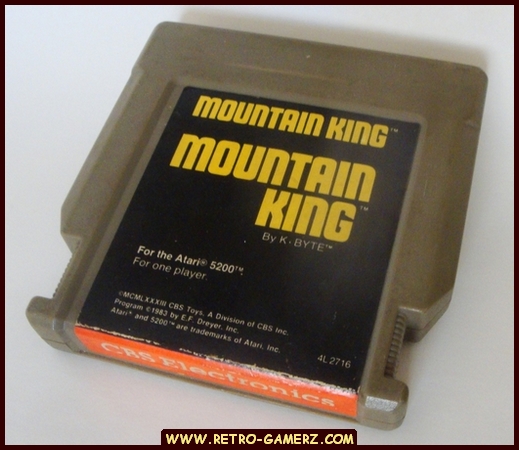 MOUNTAIN KING™
MOUNTAIN
KING™
By K-BYTE™
For the Atari® 5200™.
For one player.
©MCMLXXXIII CBS Toys, A Division of CBS Inc.
Program ©1983 by E.F. Dreyer, Inc.
Atari® and 5200™ are trademarks of Atari, Inc.
4L 2716
CBS Electronics
WWW.RETRO-GAMERZ.COM